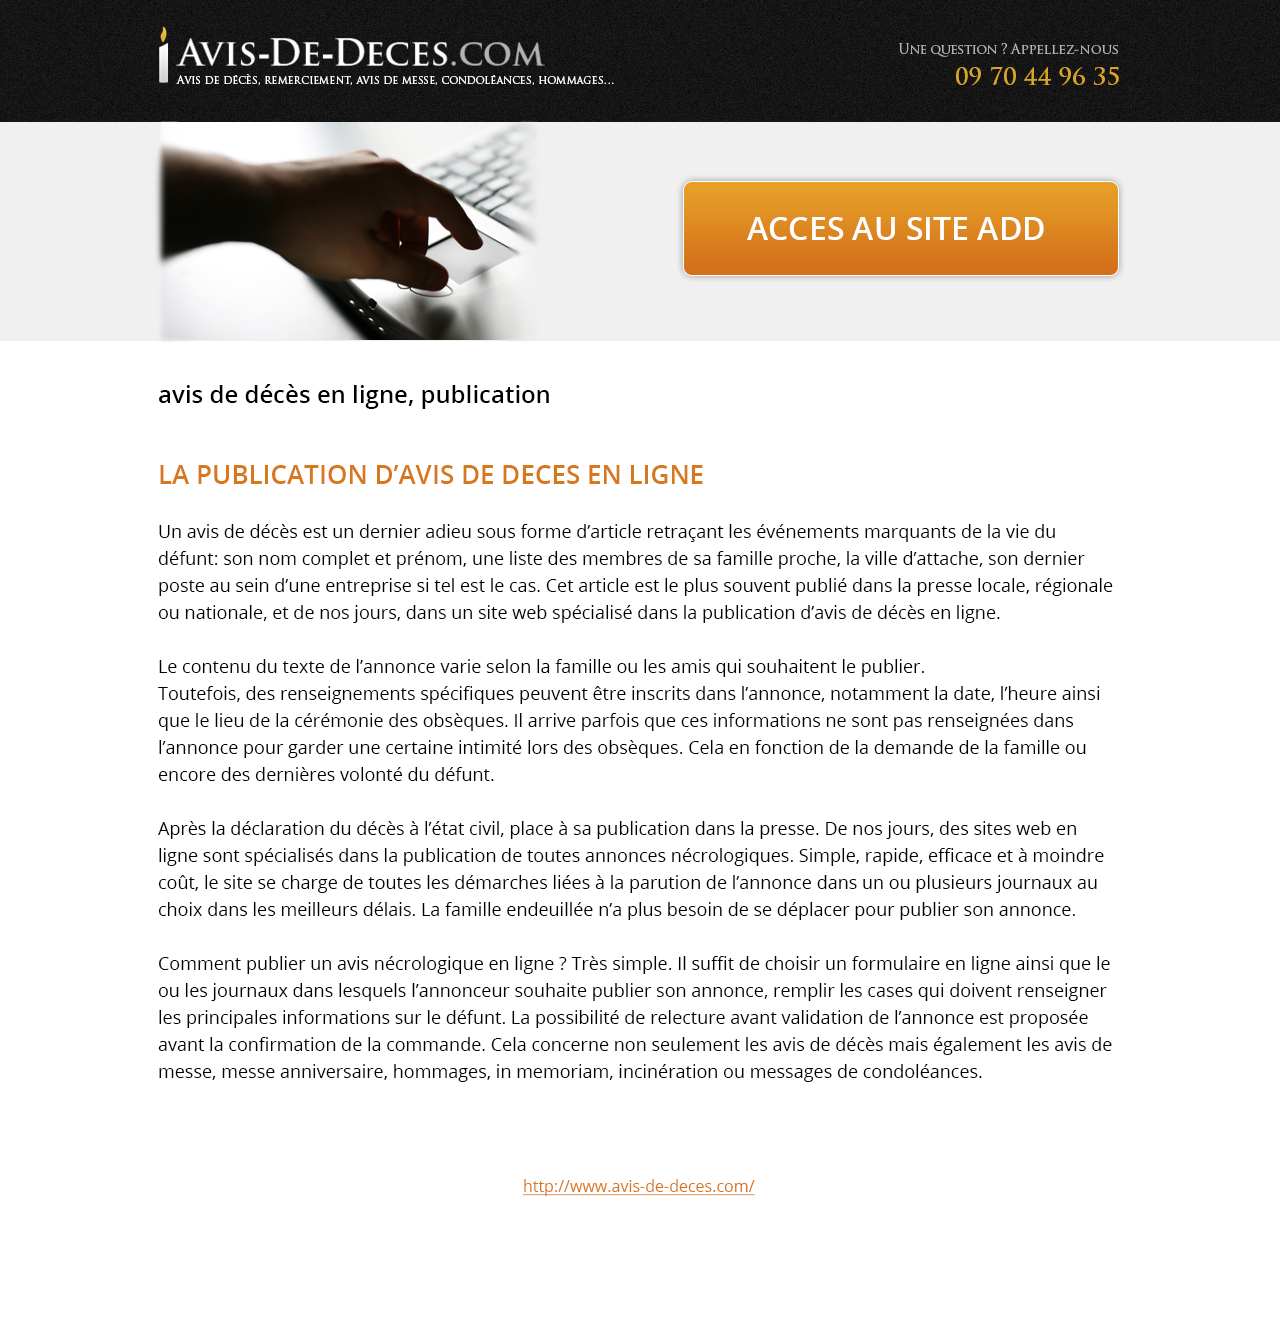 AVIS-DE-DECES.COM
AVIS DE DÉCÈS, REMERCIEMENT, AVIS DE MESSE, CONDOLÉANCES, HOMMAGES...
UNE QUESTION ? APPELLEZ-NOUS
09 70 44 96 35
ACCES AU SITE ADD
avis de décès en ligne, publication
LA PUBLICATION D’AVIS DE DECES EN LIGNE
Un avis de décès est un dernier adieu sous forme d’article retraçant les événements marquants de la vie du
défunt: son nom complet et prénom, une liste des membres de sa famille proche, la ville d’attache, son dernier
poste au sein d’une entreprise si tel est le cas. Cet article est le plus souvent publié dans la presse locale, régionale
ou nationale, et de nos jours, dans un site web spécialisé dans la publication d’avis de décès en ligne.
Le contenu du texte de l’annonce varie selon la famille ou les amis qui souhaitent le publier.
Toutefois, des renseignements spécifiques peuvent être inscrits dans l’annonce, notamment la date, l’heure ainsi
que le lieu de la cérémonie des obsèques. Il arrive parfois que ces informations ne sont pas renseignées dans
l’annonce pour garder une certaine intimité lors des obsèques. Cela en fonction de la demande de la famille ou
encore des dernières volonté du défunt.
Après la déclaration du décès à l’état civil, place à sa publication dans la presse. De nos jours, des sites web en
ligne sont spécialisés dans la publication de toutes annonces nécrologiques. Simple, rapide, efficace et à moindre
coût, le site se charge de toutes les démarches liées à la parution de l’annonce dans un ou plusieurs journaux au
choix dans les meilleurs délais. La famille endeuillée n’a plus besoin de se déplacer pour publier son annonce.
Comment publier un avis nécrologique en ligne ? Très simple. Il suffit de choisir un formulaire en ligne ainsi que le
ou les journaux dans lesquels l’annonceur souhaite publier son annonce, remplir les cases qui doivent renseigner
les principales informations sur le défunt. La possibilité de relecture avant validation de l’annonce est proposée
avant la confirmation de la commande. Cela concerne non seulement les avis de décès mais également les avis de
messe, messe anniversaire, hommages, in memoriam, incinération ou messages de condoléances.
http://www.avis-de-deces.com/